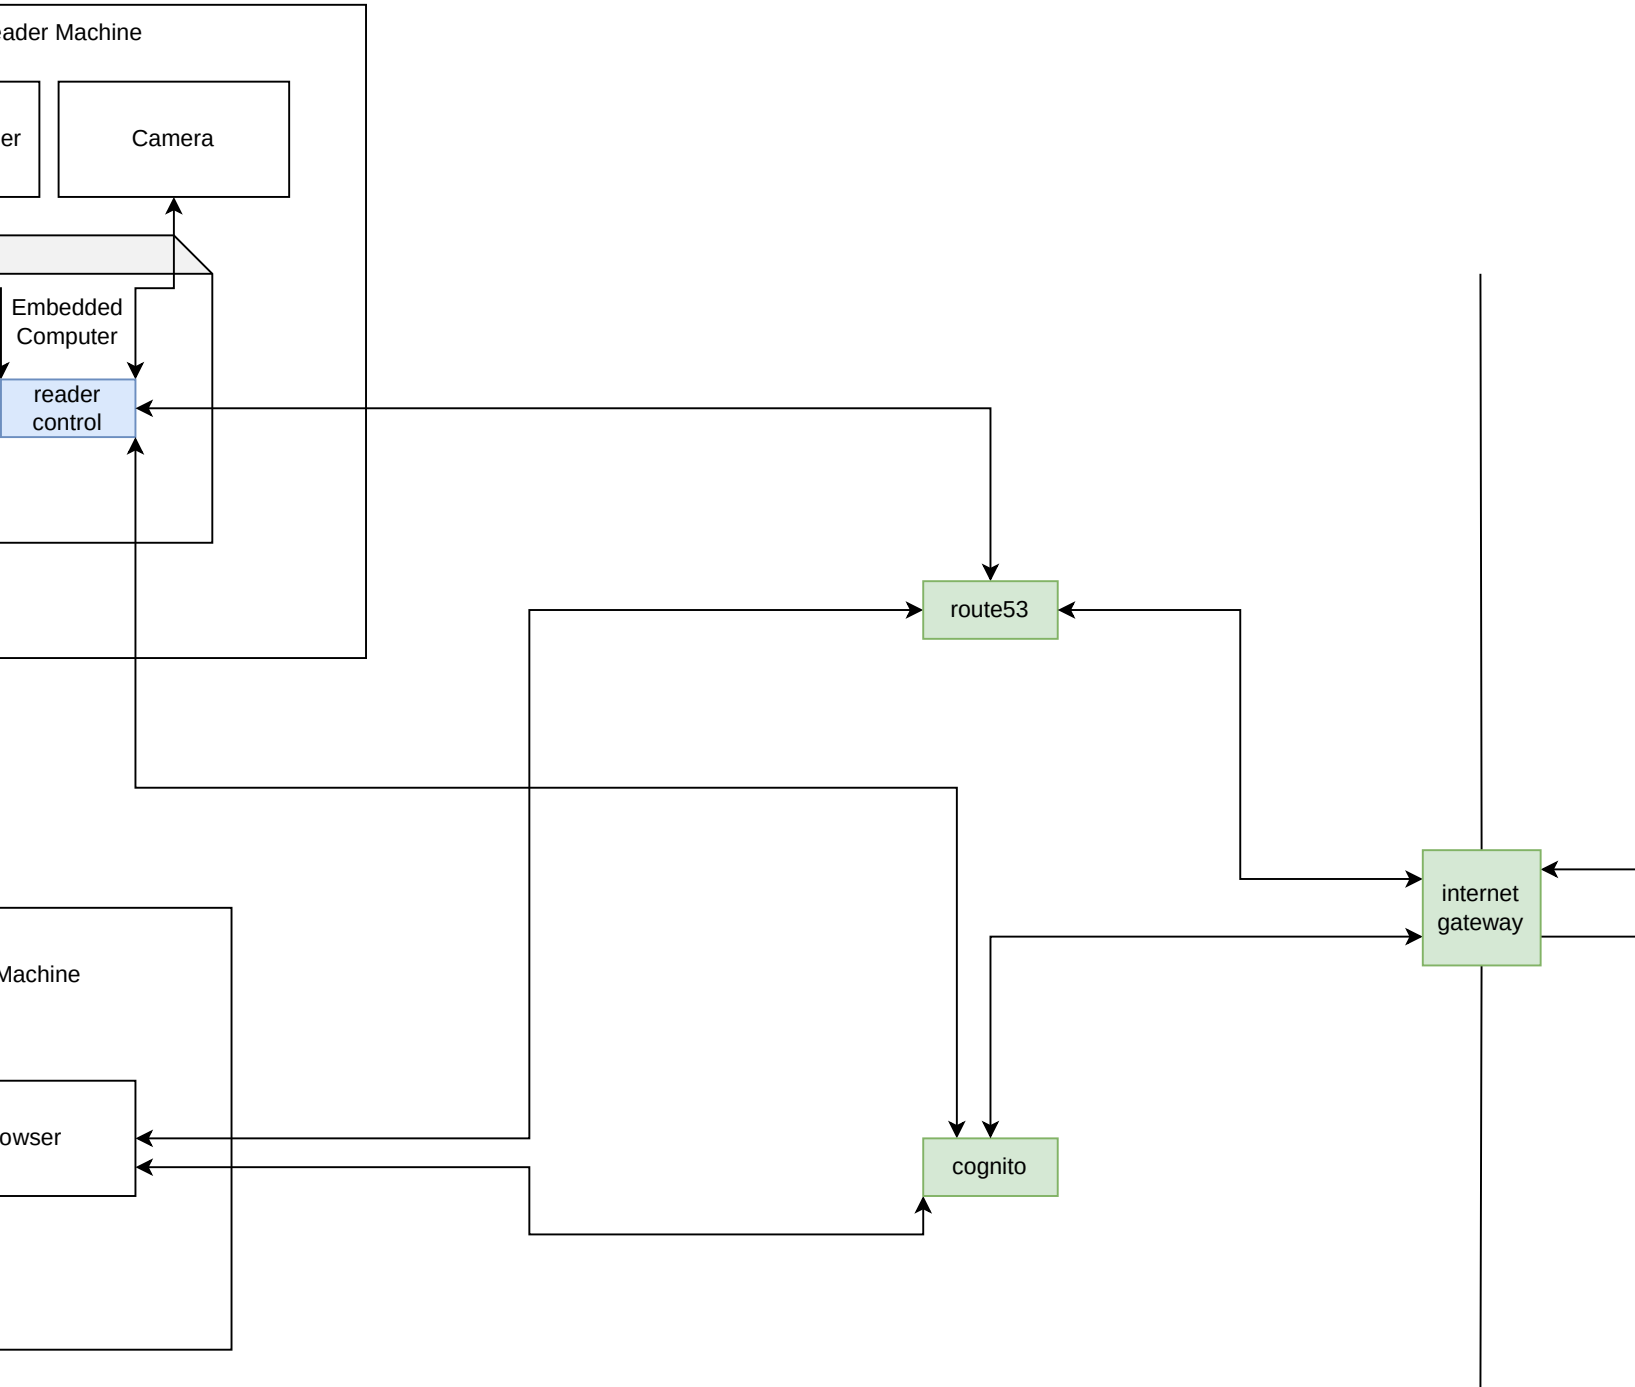 eader Machine
er
Camera
Embedded
Computer
reader
control
route53
internet
gateway
Machine
owser
cognito